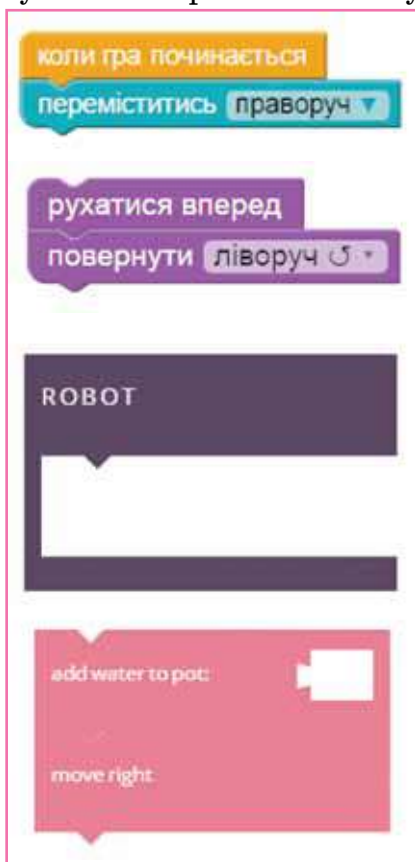 коли гра починається
переміститись праворуч
рухатися вперед
повернути ліворуч
ROBOT
add water to pot:
move right